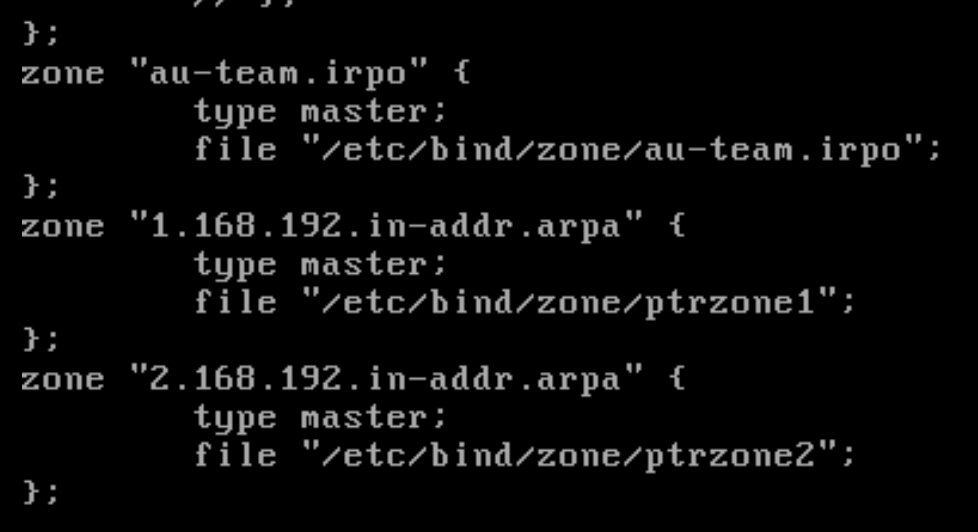 };
zone "au-team.irpo" {
type master;
file "/etc/bind/zone/au-team.irpo";
};
zone "1.168.192.in-addr.arpa" {
type master;
file "/etc/bind/zone/ptrzone1";
};
zone "2.168.192.in-addr.arpa" {
type master;
file "/etc/bind/zone/ptrzone2";
};